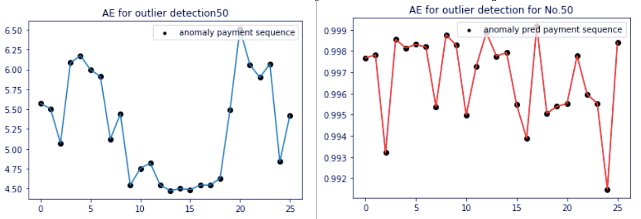 AE for outlier detection50
anomaly payment sequence
6.50
6.25
6.00
5.75
5.50
5.25
5.00
4.75
4.50
0 5 10 15 20 25
AE for outlier detection for No.50
anomaly pred payment sequence
0.999
0.998
0.997
0.996
0.995
0.994
0.993
0.992
0 5 10 15 20 25